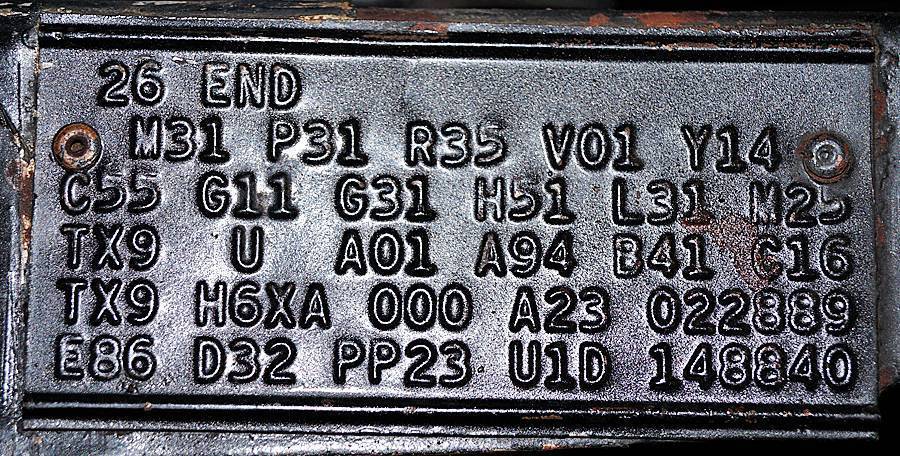 26 END
M31 P31 R35 V01 Y14
C55 G11 G31 H51 L31 M25
TX9 U A01 A94 B41 C16
TX9 H6XA 000 A23 022889
E86 D32 PP23 U1D 148840